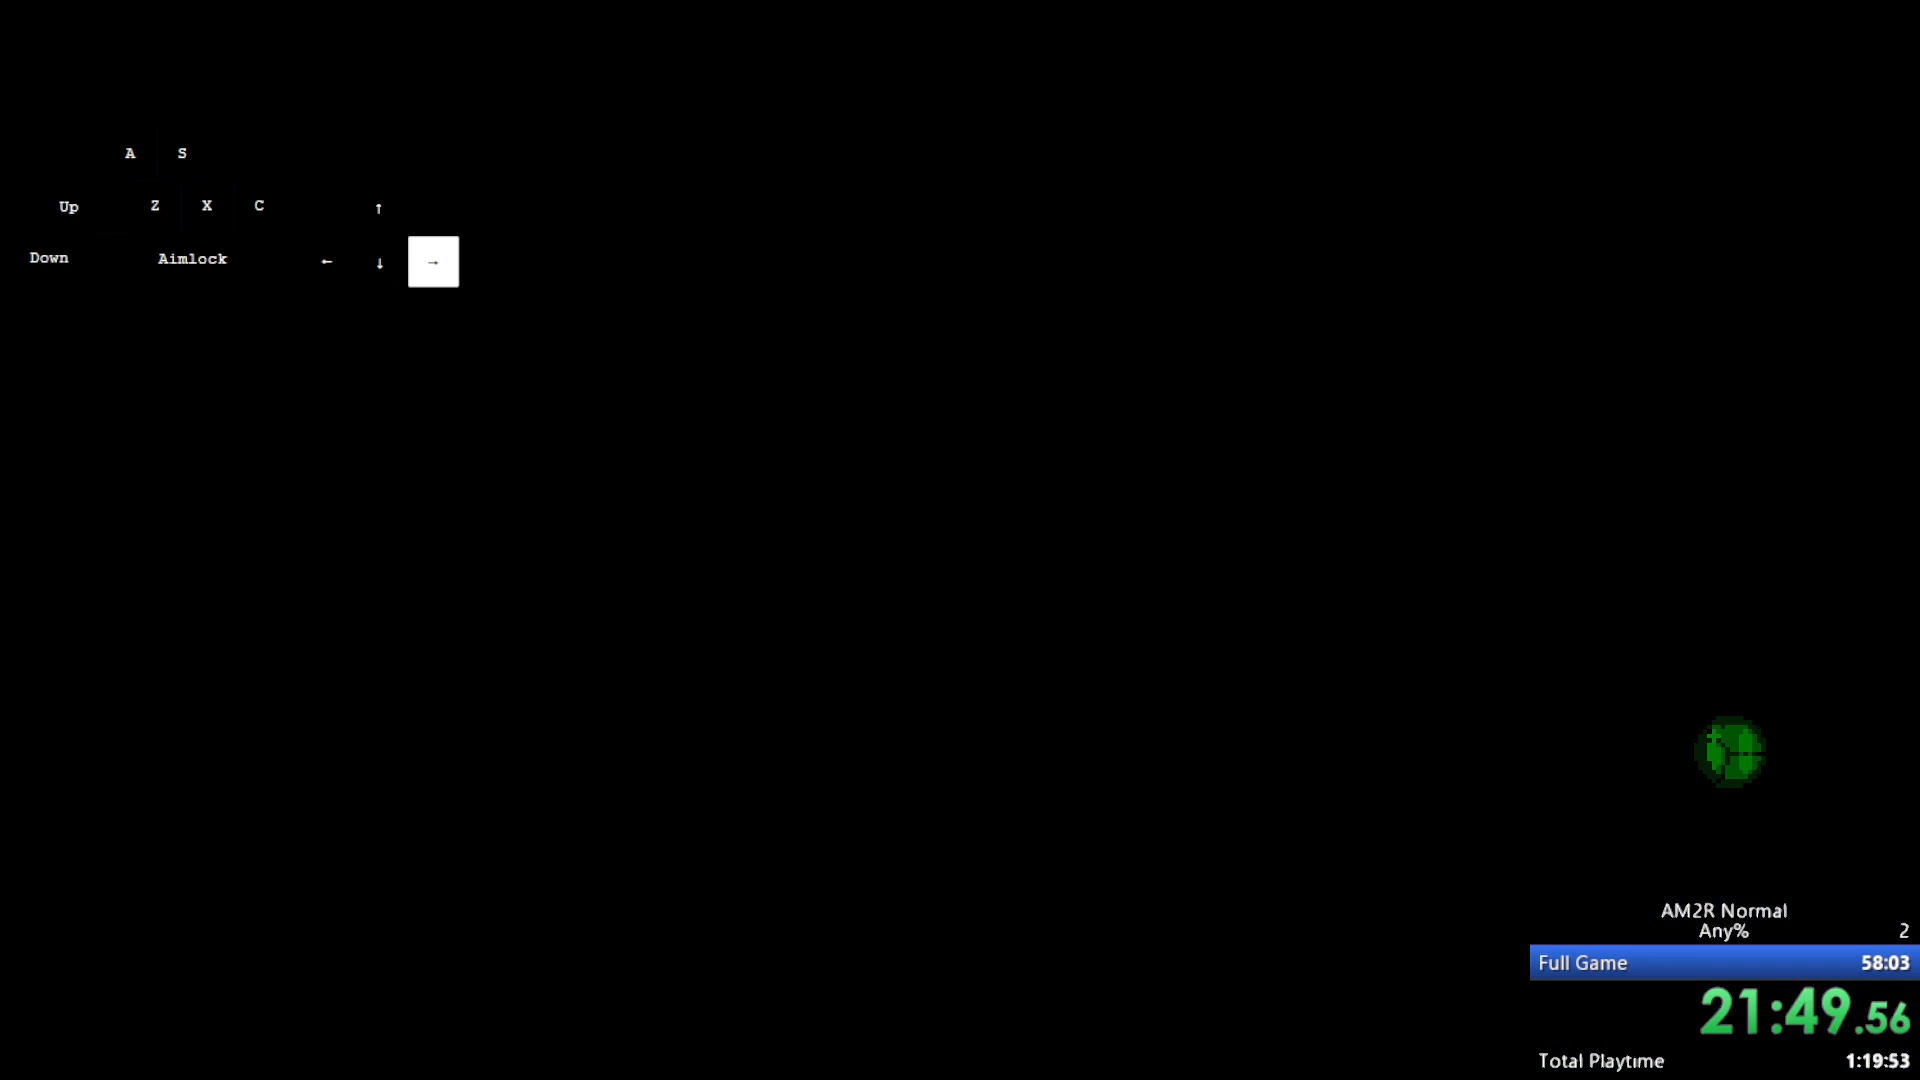 A S
Up Z X C ↑
Down Aimlock ← ↓ →
AM2R Normal
Any% 2
Full Game 58:03
21:49.56
Total Playtime 1:19:53